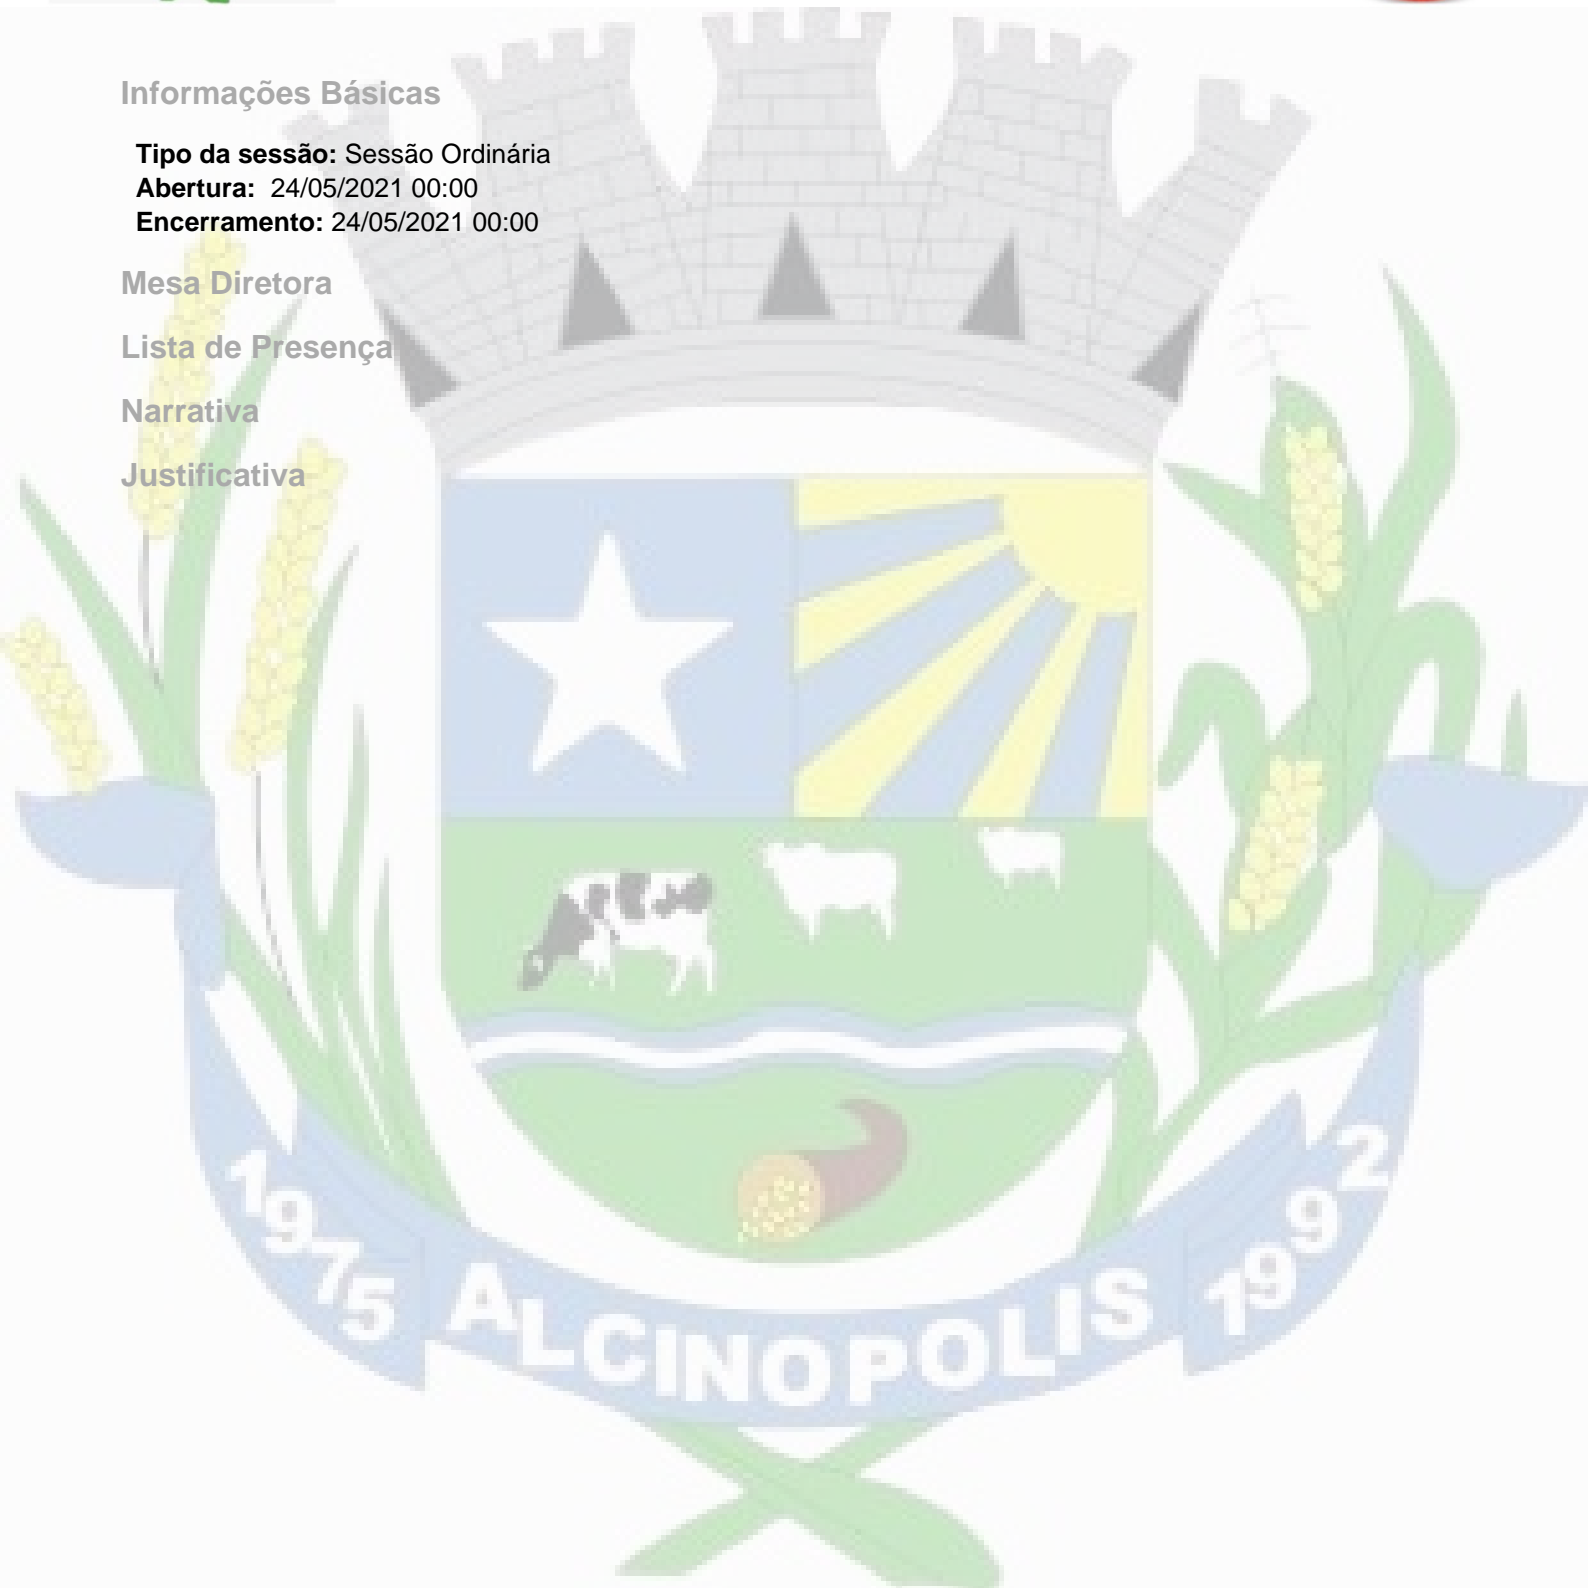 Informações Básicas
Tipo da sessão: Sessão Ordinária
Abertura: 24/05/2021 00:00
Encerramento: 24/05/2021 00:00
Mesa Diretora
Lista de Presença
Narrativa
Justificativa
1975 ALCINOPOLIS 1992